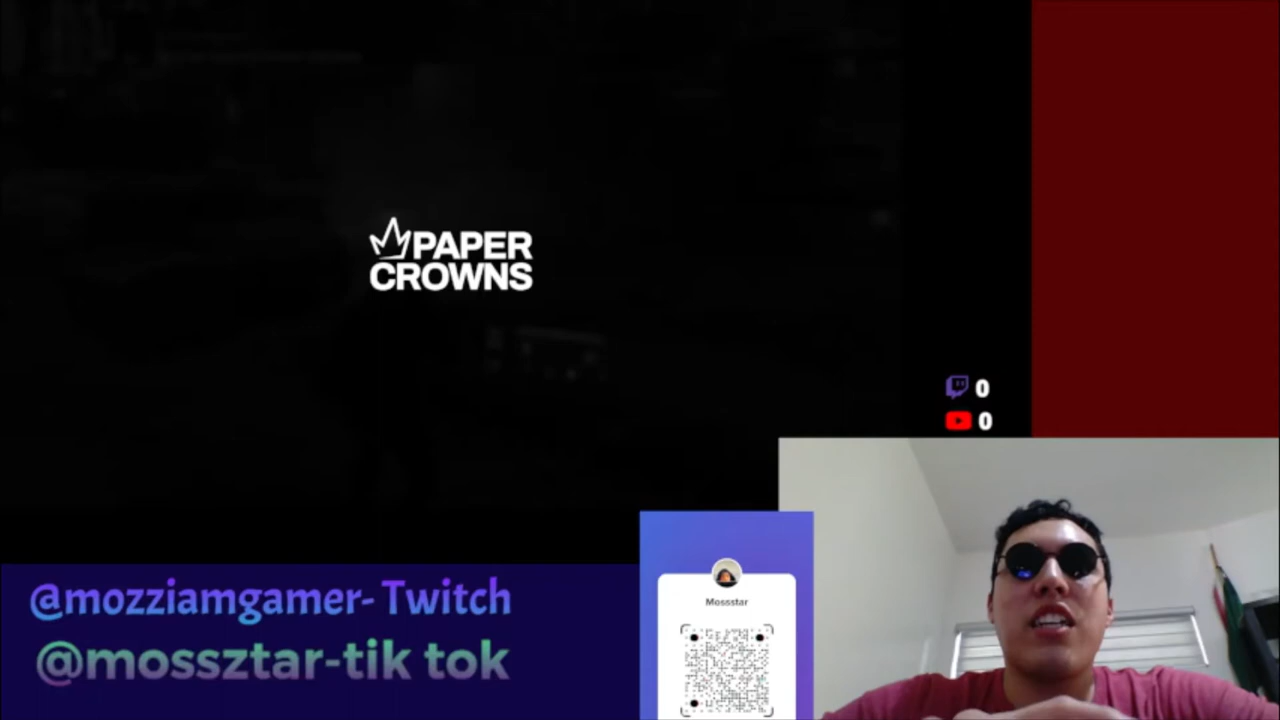 PAPER
CROWNS
0
0
@mozziamgamer- Twitch
@mossztar-tik tok
Mossstar